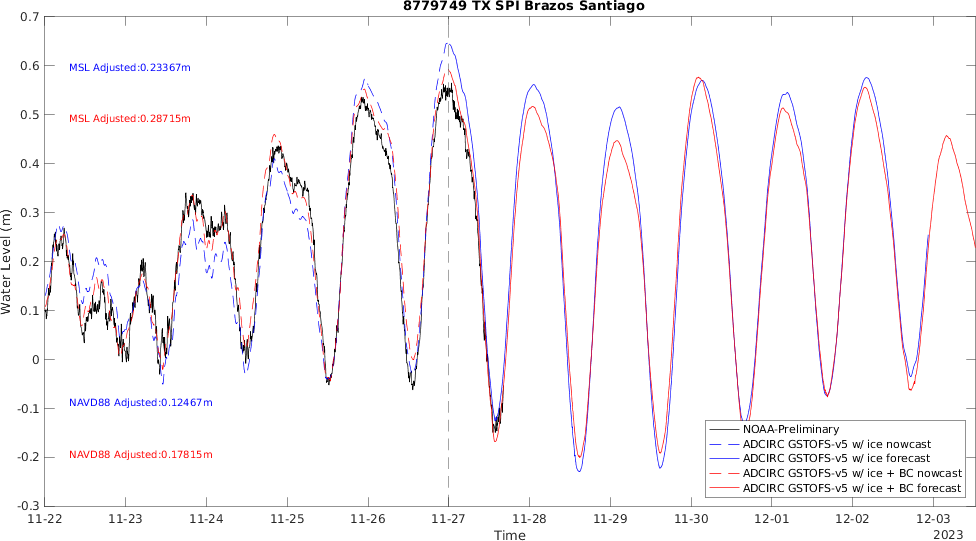 8779749 TX SPI Brazos Santiago
0.7
0.6
0.5
0.4
0.3
0.2
0.1
0
-0.1
-0.2
-0.3
Water Level (m)
MSL Adjusted:0.23367m
MSL Adjusted:0.28715m
NAVD88 Adjusted:0.12467m
NAVD88 Adjusted:0.17815m
NOAA-Preliminary
ADCIRC GSTOFS-v5 w/ ice nowcast
ADCIRC GSTOFS-v5 w/ ice forecast
ADCIRC GSTOFS-v5 w/ ice + BC nowcast
ADCIRC GSTOFS-v5 w/ ice + BC forecast
11-22 11-23 11-24 11-25 11-26 11-27 11-28 11-29 11-30 12-01 12-02 12-03
Time
2023